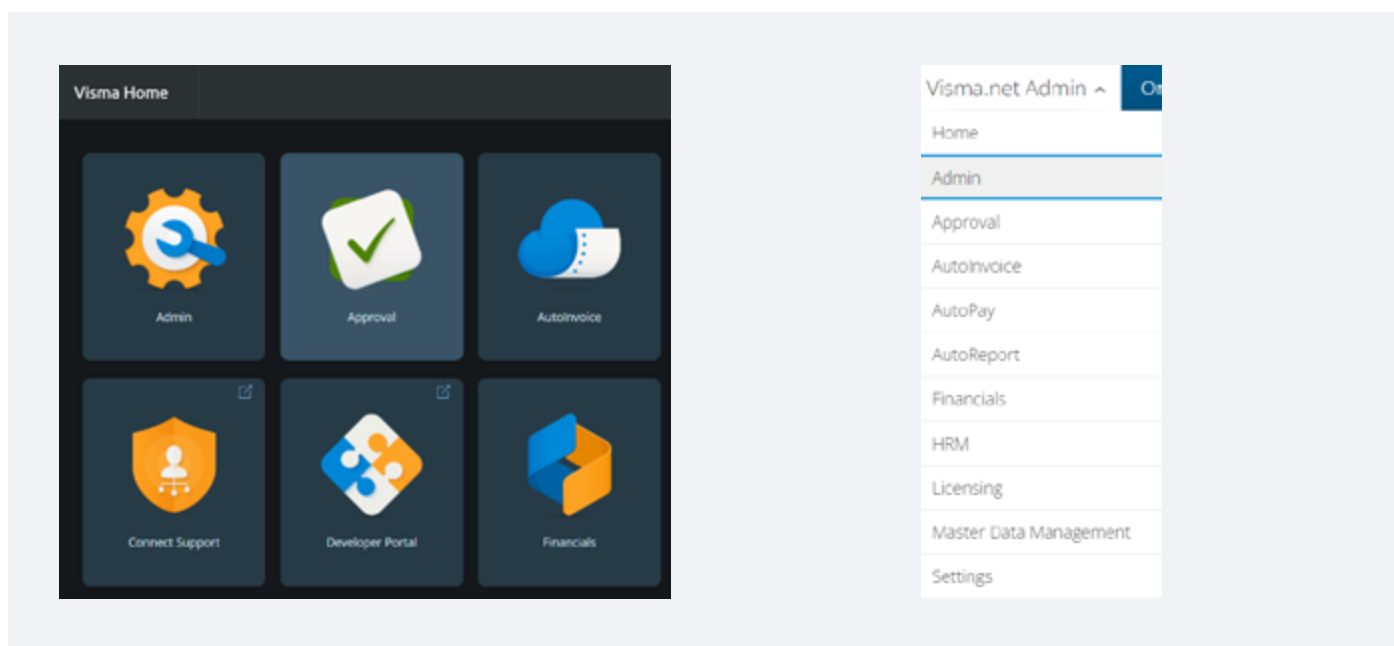 Visma Home
Admin
Approval
AutoInvoice
Connect Support
Developer Portal
Financials
Visma.net Admin
Home
Admin
Approval
AutoInvoice
AutoPay
AutoReport
Financials
HRM
Licensing
Master Data Management
Settings